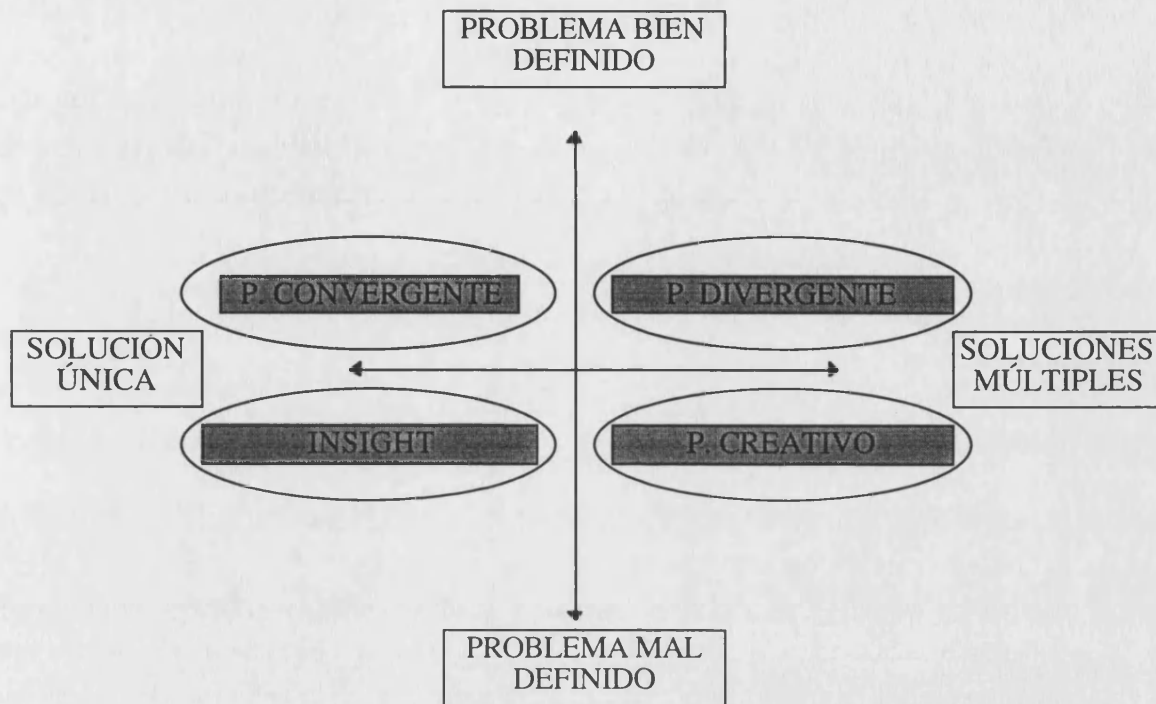 PROBLEMA BIEN
DEFINIDO
P. CONVERGENTE
P. DIVERGENTE
SOLUCIÓN
ÚNICA
SOLUCIONES
MÚLTIPLES
INSIGHT
P. CREATIVO
PROBLEMA MAL
DEFINIDO